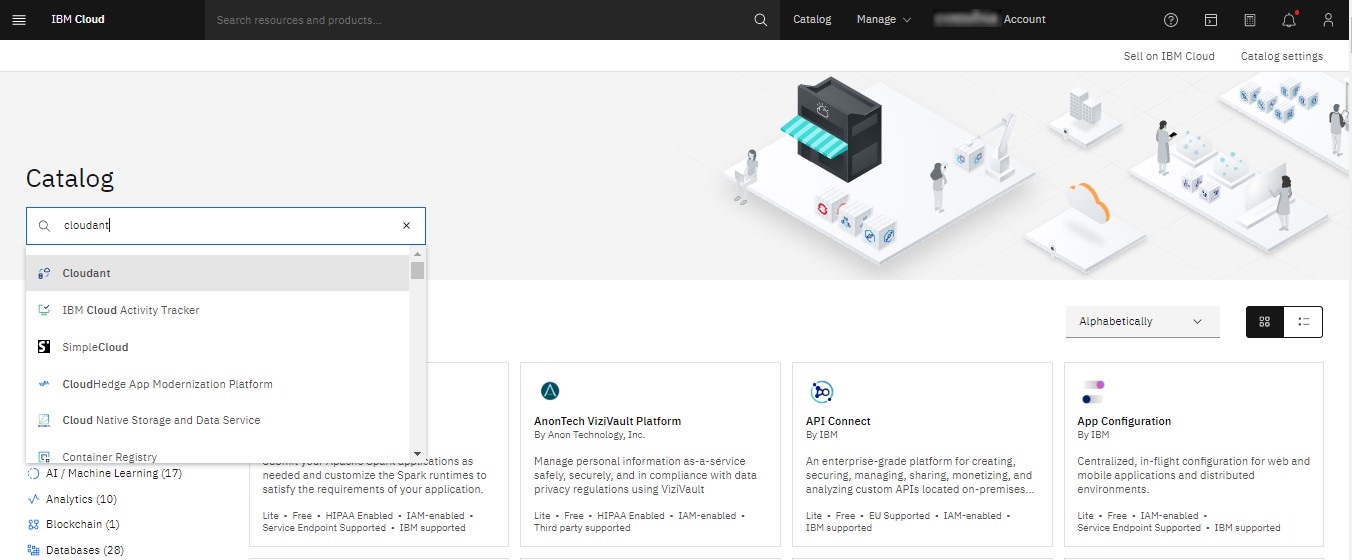 IBM Cloud
Search resources and products...
Catalog
Manage
Account
Sell on IBM Cloud
Catalog settings
Catalog
cloudant
Cloudant
IBM Cloud Activity Tracker
SimpleCloud
CloudHedge App Modernization Platform
Cloud Native Storage and Data Service
Container Registry
AI / Machine Learning (17)
Analytics (10)
Blockchain (1)
Databases (28)
Alphabetically
Submit your Apache Spark applications as
needed and customize the Spark runtimes to
satisfy the requirements of your application.
Lite • Free • HIPAA Enabled • IAM-enabled •
Service Endpoint Supported • IBM supported
AnonTech ViziVault Platform
By Anon Technology, Inc.
Manage personal information as-a-service
safely, securely, and in compliance with data
privacy regulations using ViziVault
Lite • Free • HIPAA Enabled • IAM-enabled •
Third party supported
API Connect
By IBM
An enterprise-grade platform for creating,
securing, managing, sharing, monetizing, and
analyzing custom APIs located on-premises...
Lite • Free • EU Supported • IAM-enabled •
IBM supported
App Configuration
By IBM
Centralized, in-flight configuration for web and
mobile applications and distributed
environments.
Lite • Free • IAM-enabled •
Service Endpoint Supported • IBM supported